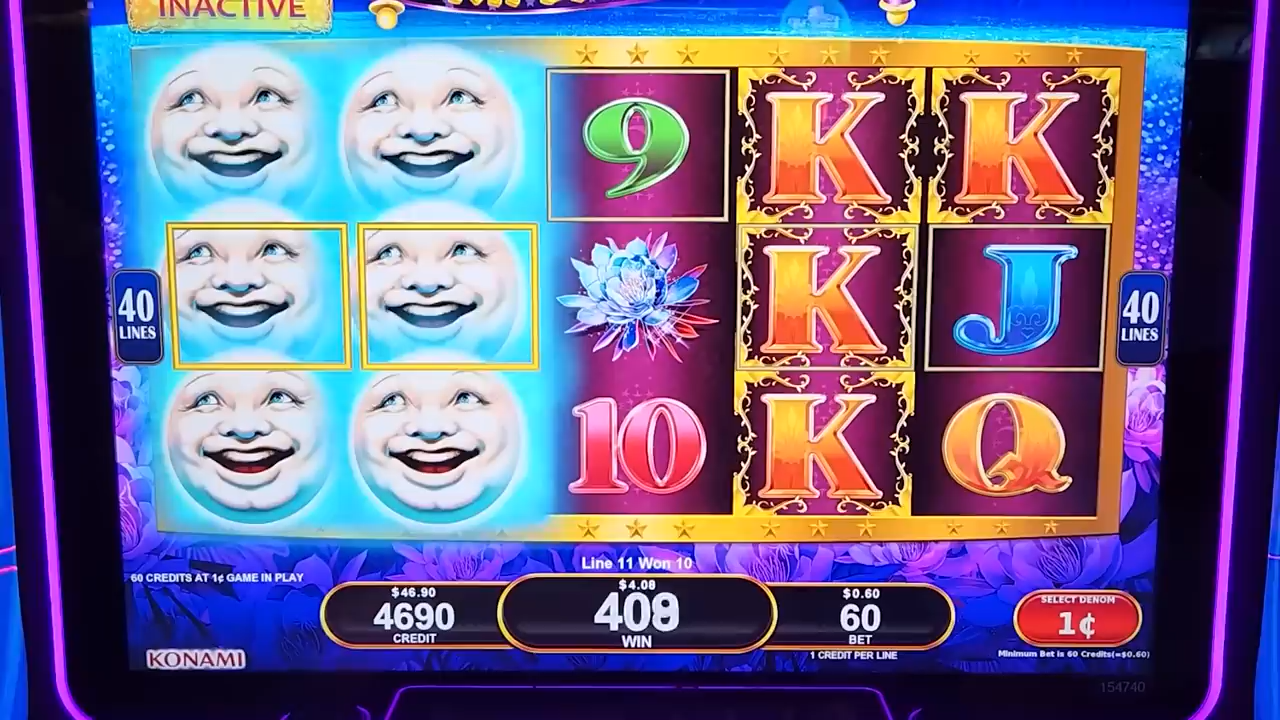 INACTIVE
9 K K
40 LINES
K J
40 LINES
10 K Q
Line 11 Won 10
60 CREDITS AT 1¢ GAME IN PLAY
$46.90
4690
CREDIT
$4.08
408
WIN
$0.60
60
BET
1 CREDIT PER LINE
SELECT DENOM
1¢
Minimum Bet is 60 Credits(=$0.60)
KONAMI
154740